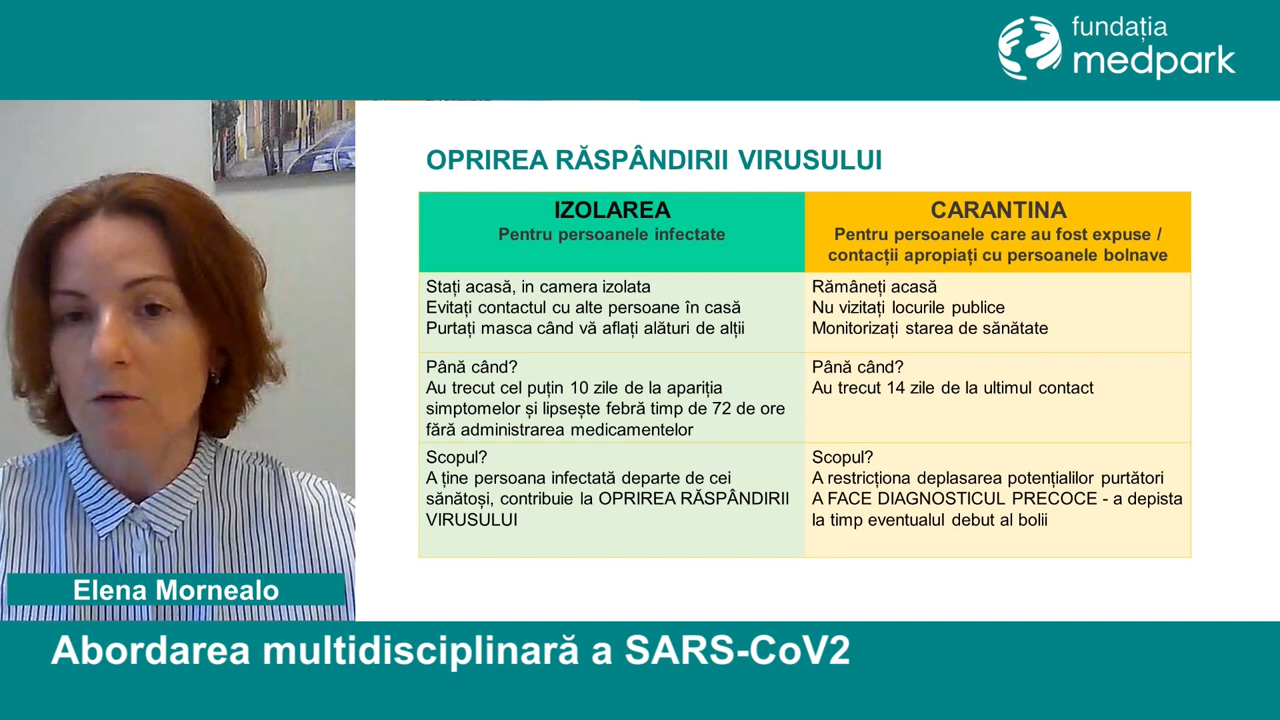 fundația
medpark
OPRIREA RĂSPÂNDIRII VIRUSULUI
IZOLAREA
Pentru persoanele infectate
CARANTINA
Pentru persoanele care au fost expuse /
contacții apropiați cu persoanele bolnave
Stați acasă, in camera izolata
Evitați contactul cu alte persoane în casă
Purtați masca când vă aflați alături de alții
Rămâneți acasă
Nu vizitați locurile publice
Monitorizați starea de sănătate
Până când?
Au trecut cel puțin 10 zile de la apariția
simptomelor și lipsește febră timp de 72 de ore
fără administrarea medicamentelor
Până când?
Au trecut 14 zile de la ultimul contact
Scopul?
A ține persoana infectată departe de cei
sănătoși, contribuie la OPRIREA RĂSPÂNDIRII
VIRUSULUI
Scopul?
A restricționa deplasarea potențialilor purtători
A FACE DIAGNOSTICUL PRECOCE - a depista
la timp eventualul debut al bolii
Elena Mornealo
Abordarea multidisciplinară a SARS-CoV2